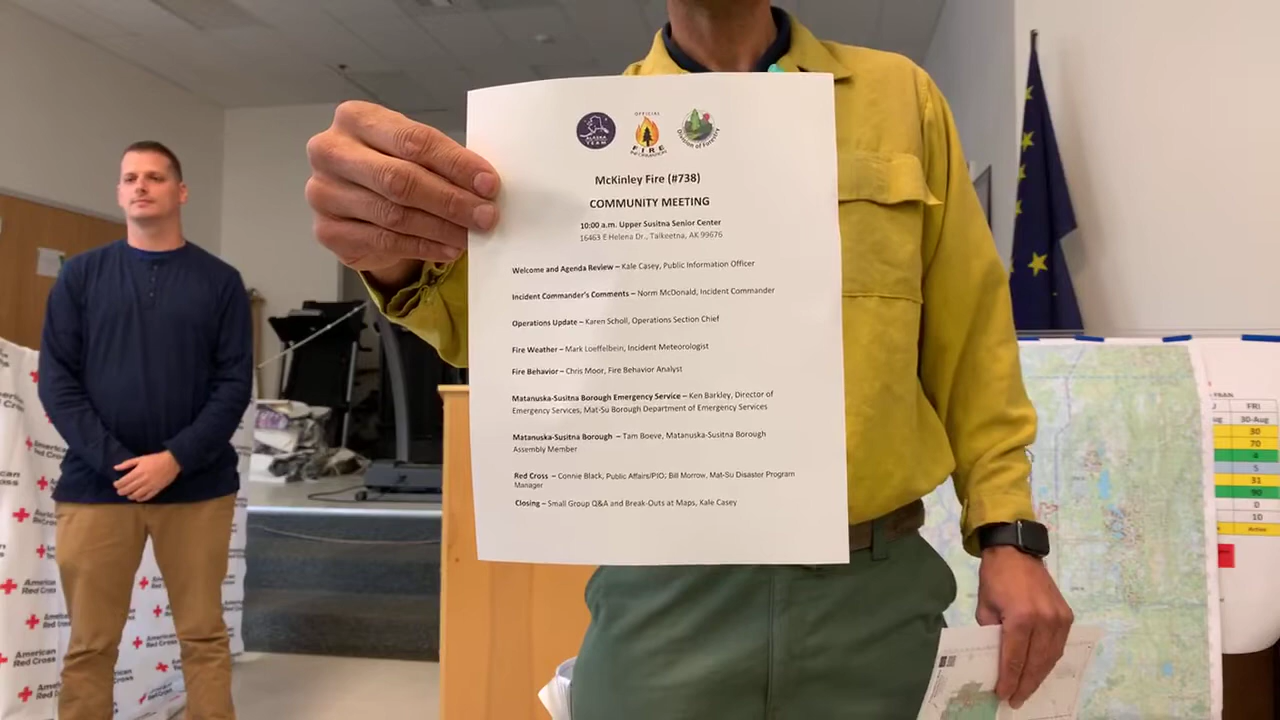 OFFICIAL
FIRE
Division of Forestry
McKinley Fire (#738)
COMMUNITY MEETING
10:00 a.m. Upper Susitna Senior Center
16463 E Helena Dr., Talkeetna, AK 99676
Welcome and Agenda Review – Kale Casey, Public Information Officer
Incident Commander's Comments – Norm McDonald, Incident Commander
Operations Update – Karen Scholl, Operations Section Chief
Fire Weather – Mark Loeffelbein, Incident Meteorologist
Fire Behavior – Chris Moor, Fire Behavior Analyst
Matanuska-Susitna Borough Emergency Service – Ken Barkley, Director of
Emergency Services, Mat-Su Borough Department of Emergency Services
Matanuska-Susitna Borough – Tam Boeve, Matanuska-Susitna Borough
Assembly Member
Red Cross – Connie Black, Public Affairs/PIO; Bill Morrow, Mat-Su Disaster Program
Manager
Closing – Small Group Q&A and Break-Outs at Maps, Kale Casey
American
Red Cross
FRI
30-Aug
30
70
4
5
31
90
0
10